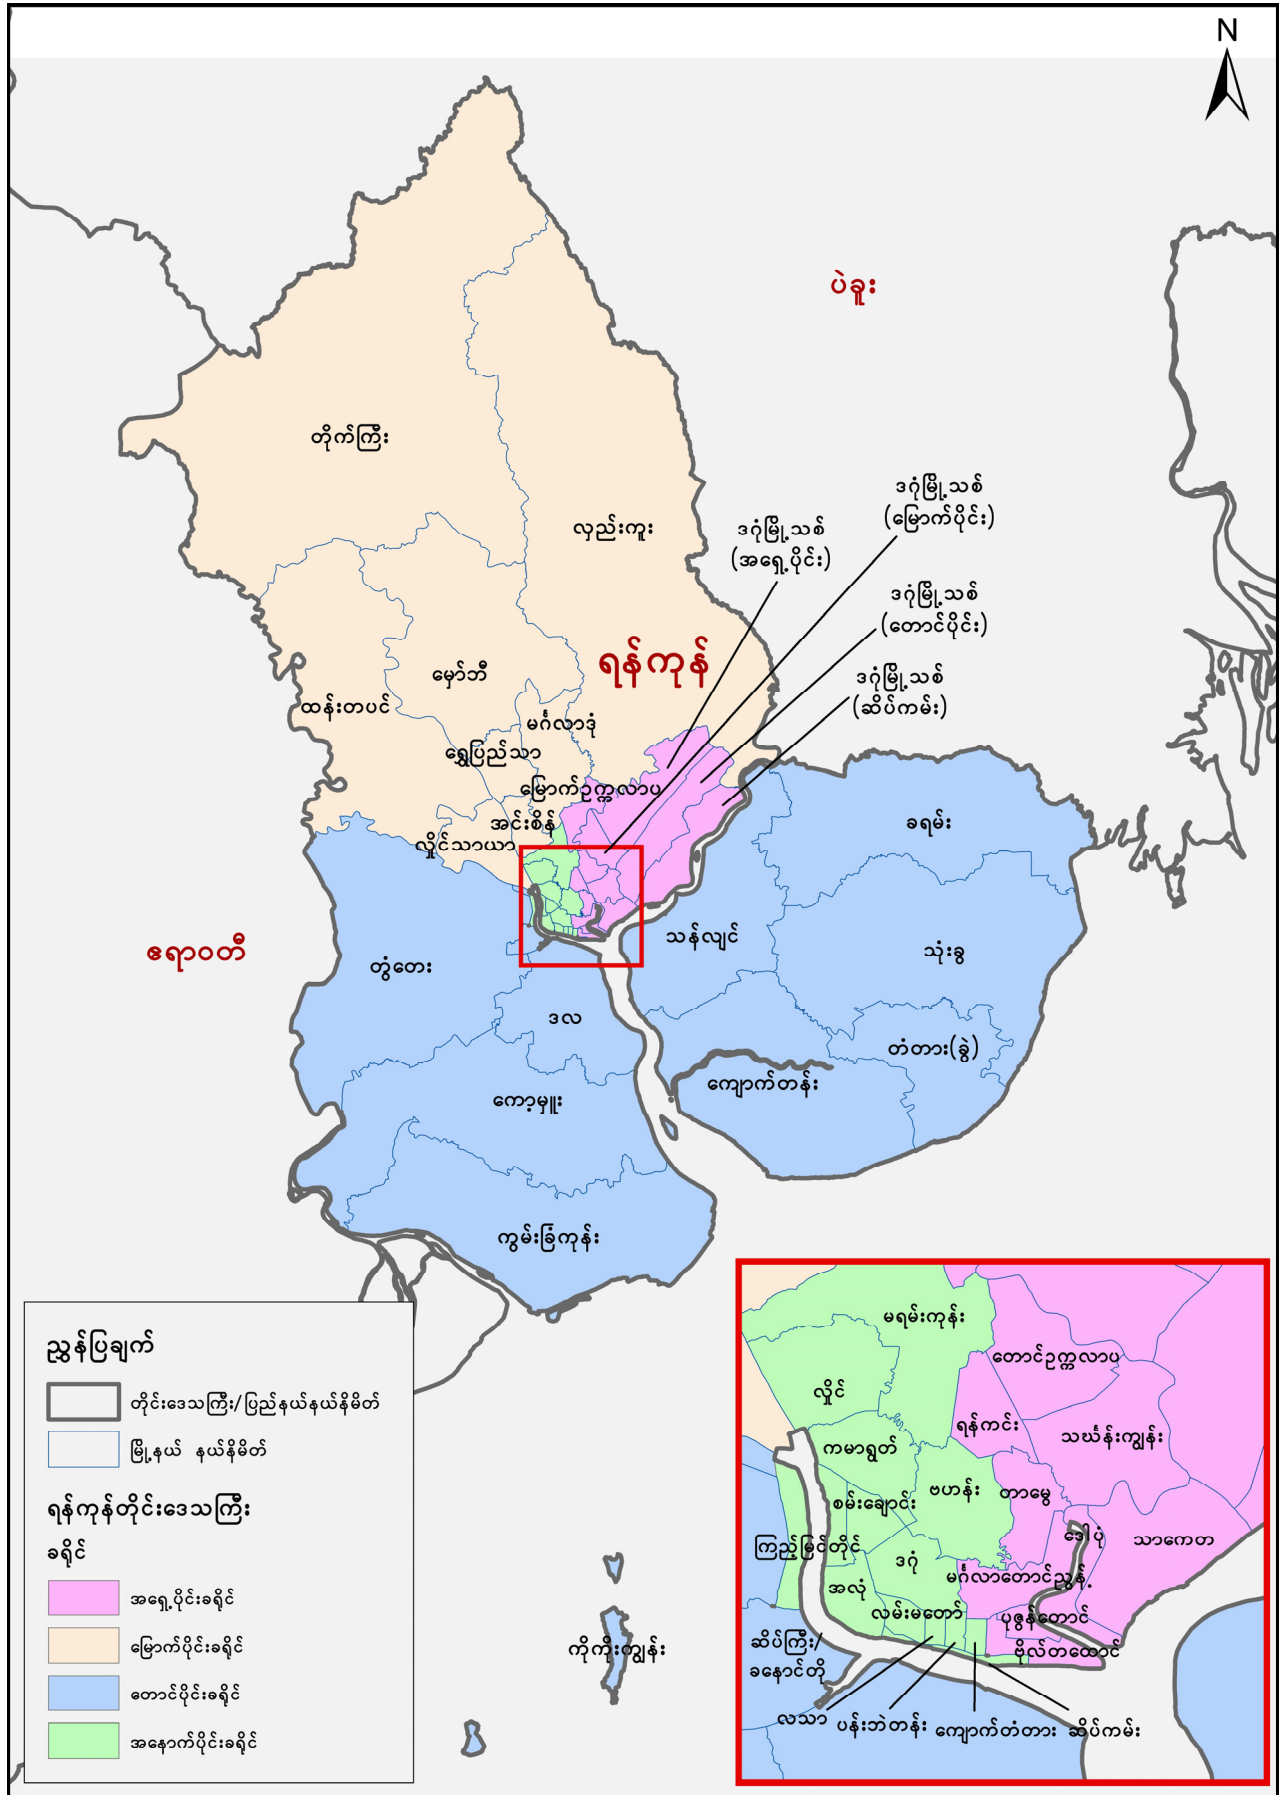 N
ပဲခူး
တိုက်ကြီး
လှည်းကူး
ဒဂုံမြို့သစ်
(မြောက်ပိုင်း)
ဒဂုံမြို့သစ်
(အရှေ့ပိုင်း)
ဒဂုံမြို့သစ်
(တောင်ပိုင်း)
ရန်ကုန်
မှော်ဘီ
ဒဂုံမြို့သစ်
(ဆိပ်ကမ်း)
ထန်းတပင်
မင်္ဂလာဒုံ
ရွှေပြည်သာ
မြောက်ဥက္ကလာပ
အင်းစိန်
လှိုင်သာယာ
ခရမ်း
ဧရာဝတီ
တွံတေး
သန်လျင်
သုံးခွ
ဒလ
တံတား(ခွဲ)
ကျောက်တန်း
ကော့မှူး
ကွမ်းခြံကုန်း
ကိုကိုးကျွန်း
ညွှန်ပြချက်
တိုင်းဒေသကြီး/ပြည်နယ်နယ်နိမိတ်
မြို့နယ် နယ်နိမိတ်
ရန်ကုန်တိုင်းဒေသကြီး
ခရိုင်
အရှေ့ပိုင်းခရိုင်
မြောက်ပိုင်းခရိုင်
တောင်ပိုင်းခရိုင်
အနောက်ပိုင်းခရိုင်
မရမ်းကုန်း
တောင်ဥက္ကလာပ
လှိုင်
ရန်ကင်း
သင်္ဃန်းကျွန်း
ကမာရွတ်
ဗဟန်း
တာမွေ
စမ်းချောင်း
ဒေါပုံ
သာကေတ
ကြည့်မြင်တိုင်
ဒဂုံ
မင်္ဂလာတောင်ညွန့်
အလုံ
လမ်းမတော်
ပုဇွန်တောင်
ဗိုလ်တထောင်
ဆိပ်ကြီး/
ခနောင်တို
လသာ
ပန်းဘဲတန်း
ကျောက်တံတား
ဆိပ်ကမ်း